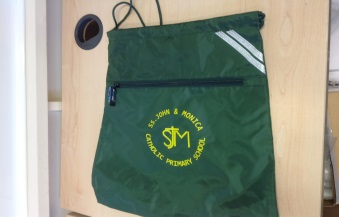 SS.JOHN & MONICA
SJM
CATHOLIC PRIMARY SCHOOL